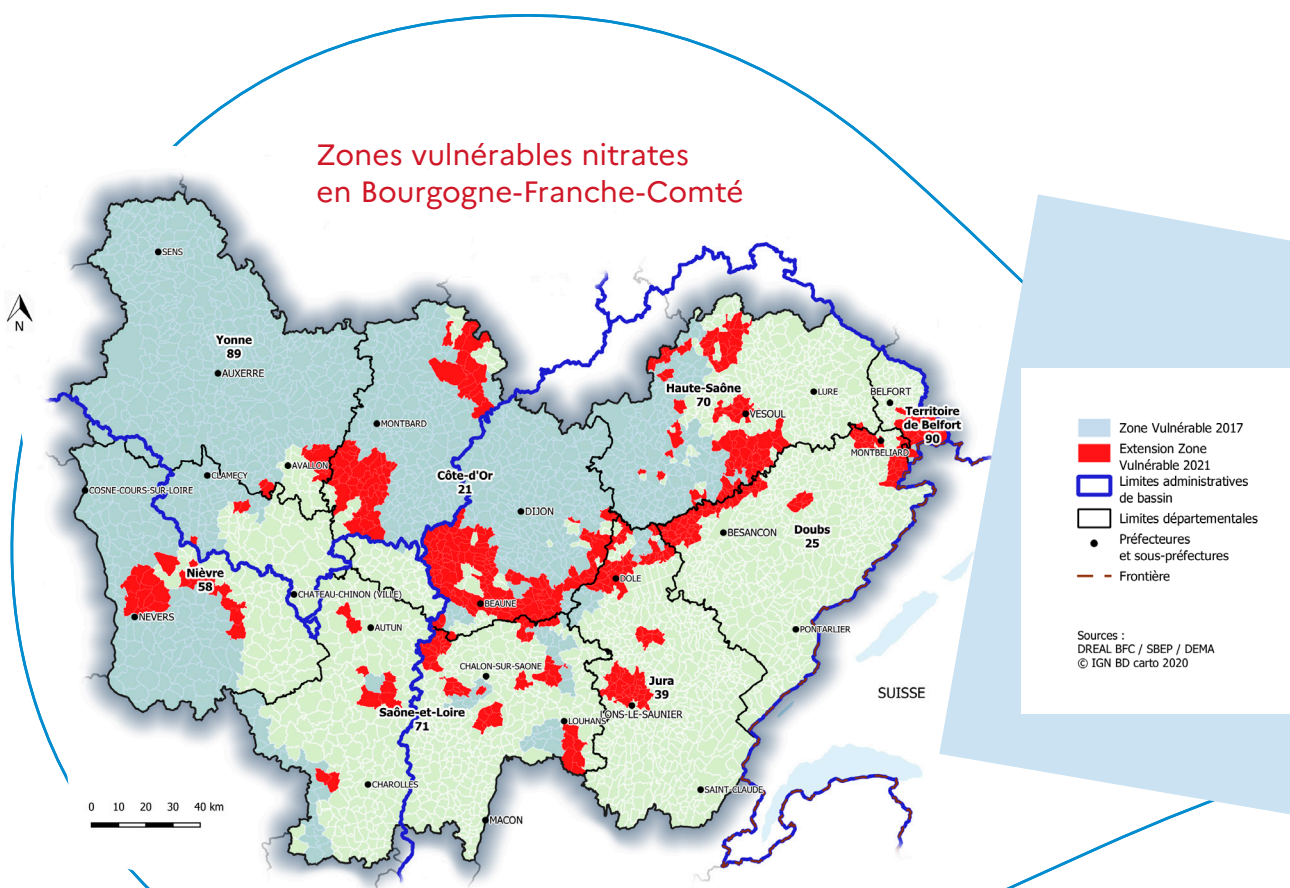 Zones vulnérables nitrates
en Bourgogne-Franche-Comté
N
SENS
Yonne
89
AUXERRE
MONTBARD
AVALLON
CLAMECY
COSNE-COURS-SUR-LOIRE
Côte-d'Or
21
DIJON
Haute-Saône
70
VESOUL
LURE
BELFORT
Territoire
de Belfort
90
MONTBELIARD
BESANCON
Doubs
25
DOLE
BEAUNE
Nièvre
58
NEVERS
CHATEAU-CHINON (VILLE)
AUTUN
CHALON-SUR-SAONE
PONTARLIER
Jura
39
LONS-LE-SAUNIER
Saône-et-Loire
71
LOUHANS
CHAROLLES
SAINT-CLAUDE
MACON
SUISSE
0 10 20 30 40 km
Zone Vulnérable 2017
Extension Zone
Vulnérable 2021
Limites administratives
de bassin
Limites départementales
Préfecteures
et sous-préfectures
Frontière
Sources :
DREAL BFC / SBEP / DEMA
© IGN BD carto 2020